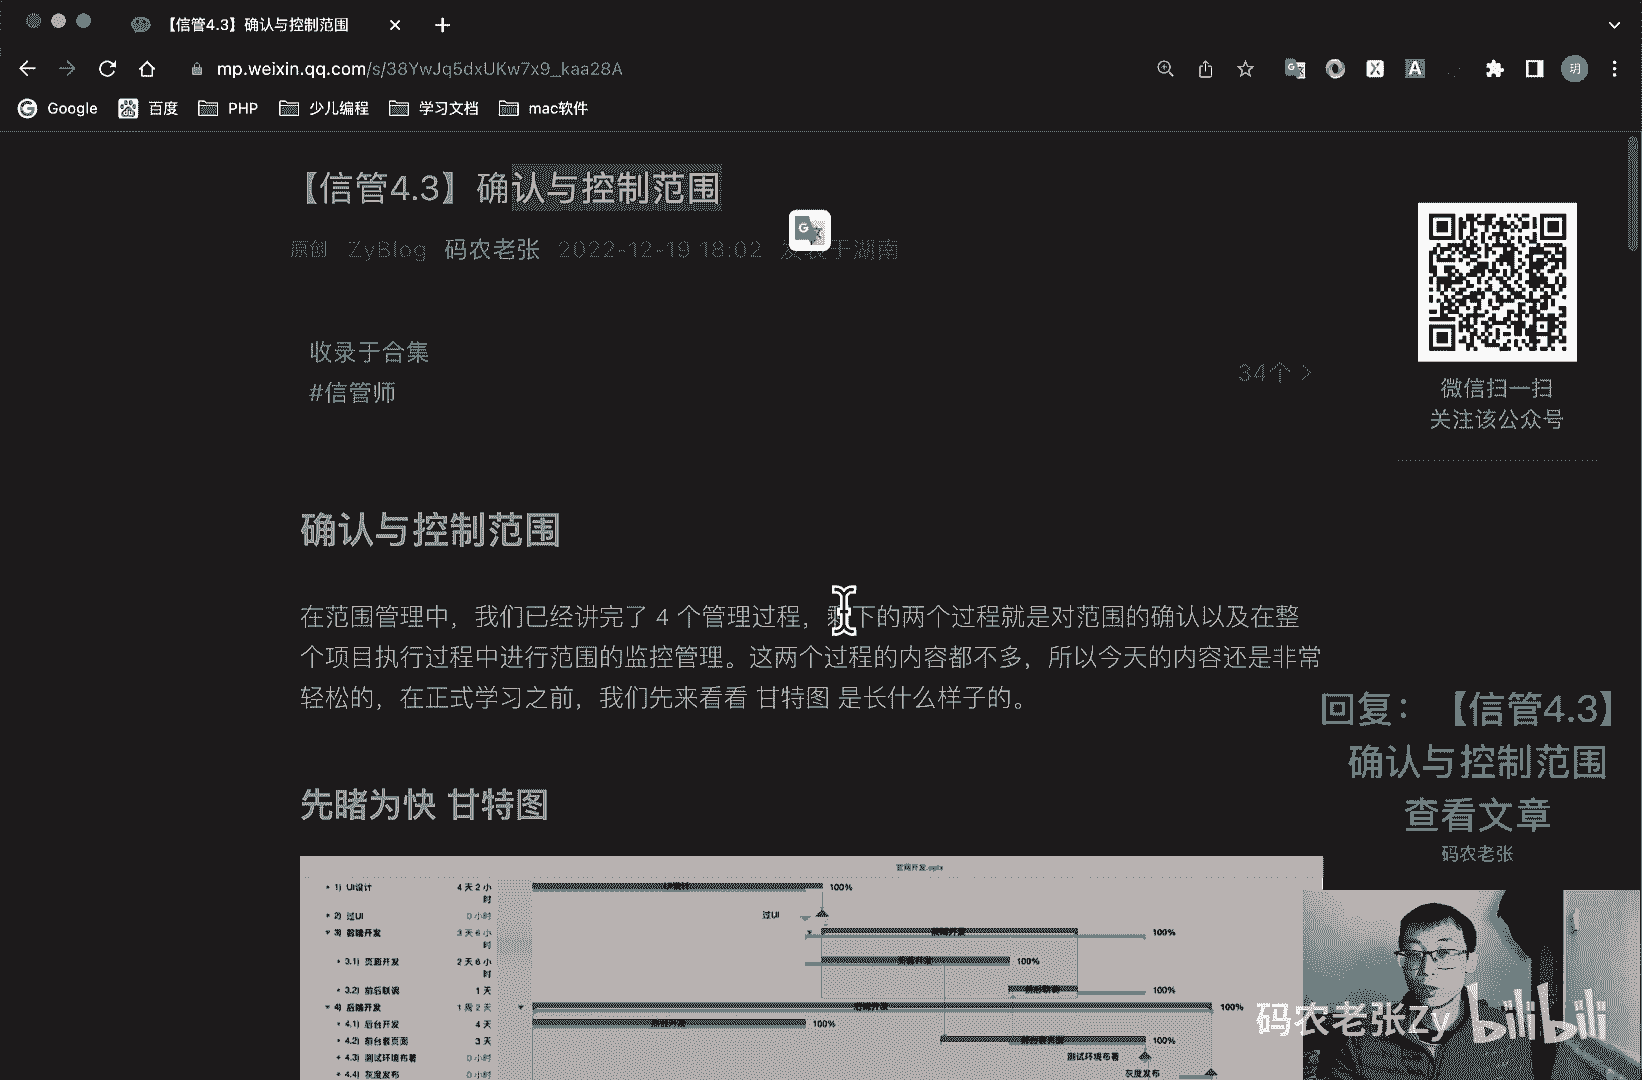 【信管4.3】确认与控制范围
mp.weixin.qq.com/s/38YwJq5dxUKw7x9_kaa28A
玥
Google
百度
PHP
少儿编程
学习文档
mac软件
【信管4.3】确认与控制范围
原创 ZyBlog 码农老张 2022-12-19 18:02 发表于湖南
收录于合集
#信管师
34个 >
微信扫一扫
关注该公众号
确认与控制范围
在范围管理中，我们已经讲完了 4 个管理过程，剩下的两个过程就是对范围的确认以及在整
个项目执行过程中进行范围的监控管理。这两个过程的内容都不多，所以今天的内容还是非常
轻松的，在正式学习之前，我们先来看看 甘特图 是长什么样子的。
回复：【信管4.3】
确认与控制范围
查看文章
码农老张
先睹为快 甘特图
1) UI设计 4 天 2 小时 100%
2) 过UI 0 小时 过UI
3) 前端开发 3 天 6 小时 100%
3.1) 页面开发 2 天 6 小时 100%
3.2) 前后联调 1 天 100%
4) 后端开发 1 周 2 天 后端开发 100%
4.1) 后台开发 4 天 100%
4.2) 前台套页面 3 天 100%
4.3) 测试环境布署 0 小时 测试环境布署
4.4) 灰度发布 0 小时 灰度发布
码农老张Zy bilibili